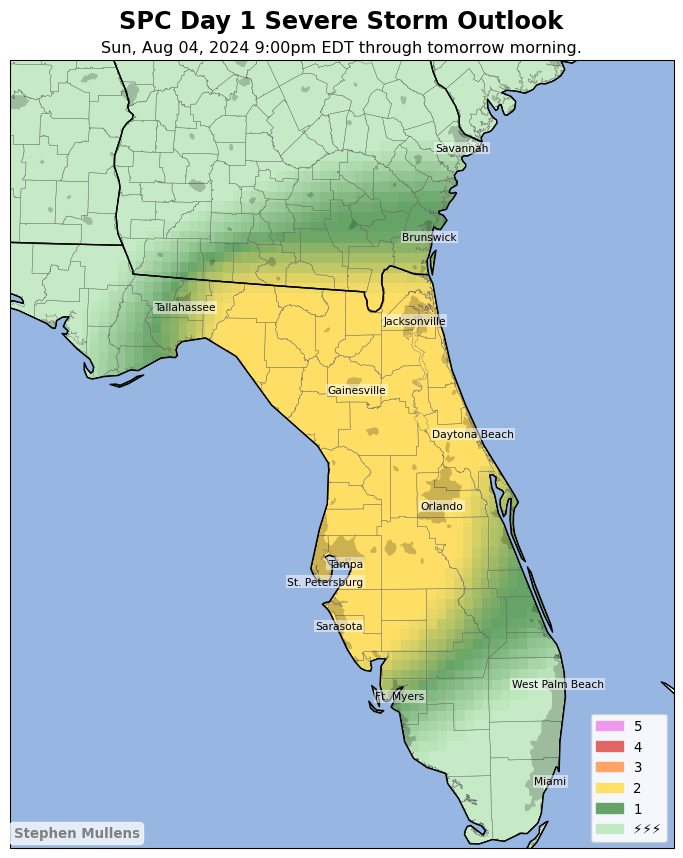 SPC Day 1 Severe Storm Outlook
Sun, Aug 04, 2024 9:00pm EDT through tomorrow morning.
Savannah
Brunswick
Tallahassee
Jacksonville
Gainesville
Daytona Beach
Orlando
Tampa
St. Petersburg
Sarasota
West Palm Beach
Ft. Myers
Miami
5
4
3
2
1
⚡⚡⚡
Stephen Mullens